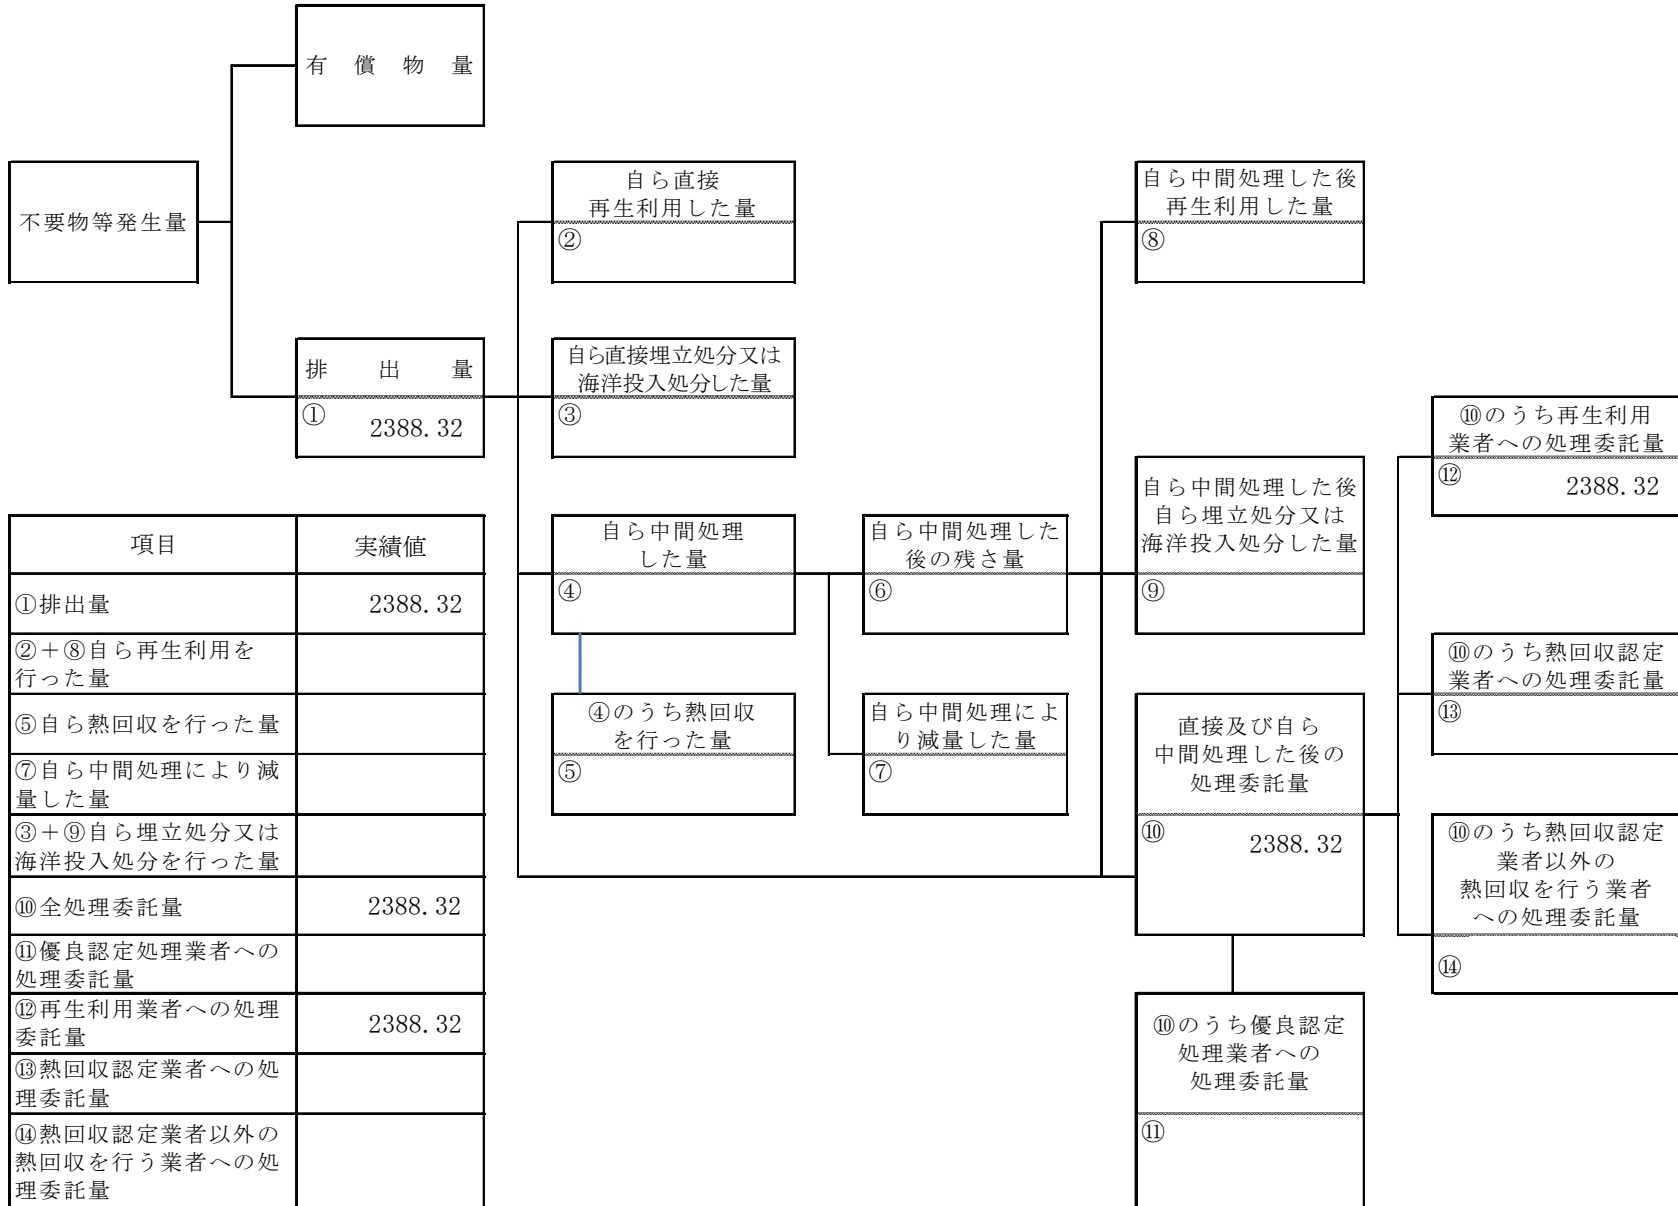 有償物量
不要物等発生量
自ら直接
再生利用した量
②
自ら中間処理した後
再生利用した量
⑧
排出量
①
2388.32
自ら直接埋立処分又は
海洋投入処分した量
③
⑩のうち再生利用
業者への処理委託量
⑫
2388.32
自ら中間処理
した量
④
自ら中間処理した
後の残さ量
⑥
自ら中間処理した後
自ら埋立処分又は
海洋投入処分した量
⑨
⑩のうち熱回収認定
業者への処理委託量
⑬
④のうち熱回収
を行った量
⑤
自ら中間処理によ
り減量した量
⑦
直接及び自ら
中間処理した後の
処理委託量
⑩
2388.32
⑩のうち熱回収認定
業者以外の
熱回収を行う業者
への処理委託量
⑭
⑩のうち優良認定
処理業者への
処理委託量
⑪
項目 実績値
①排出量 2388.32
②＋⑧自ら再生利用を
行った量
⑤自ら熱回収を行った量
⑦自ら中間処理により減
量した量
③＋⑨自ら埋立処分又は
海洋投入処分を行った量
⑩全処理委託量 2388.32
⑪優良認定処理業者への
処理委託量
⑫再生利用業者への処理
委託量
2388.32
⑬熱回収認定業者への処
理委託量
⑭熱回収認定業者以外の
熱回収を行う業者への処
理委託量